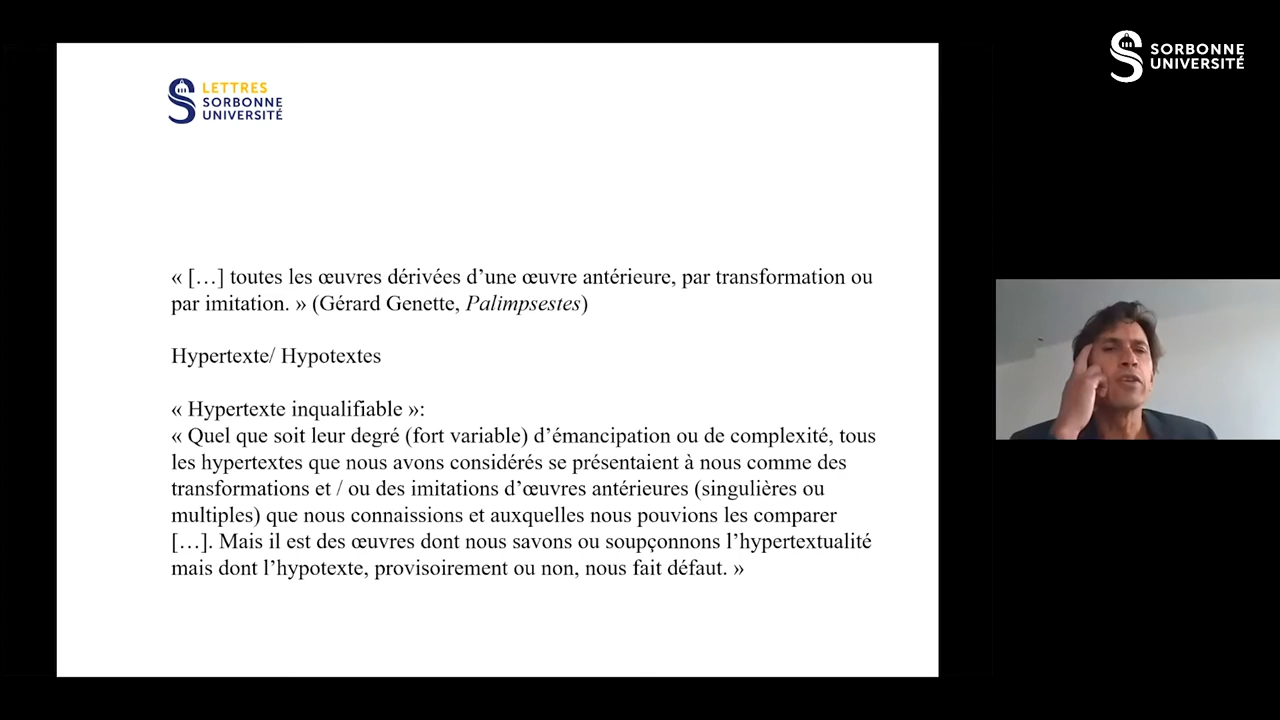 LETTRES
SORBONNE
UNIVERSITÉ
« […] toutes les œuvres dérivées d’une œuvre antérieure, par transformation ou
par imitation. » (Gérard Genette, Palimpsestes)
Hypertexte/ Hypotextes
« Hypertexte inqualifiable »:
« Quel que soit leur degré (fort variable) d’émancipation ou de complexité, tous
les hypertextes que nous avons considérés se présentaient à nous comme des
transformations et / ou des imitations d’œuvres antérieures (singulières ou
multiples) que nous connaissions et auxquelles nous pouvions les comparer
[…]. Mais il est des œuvres dont nous savons ou soupçonnons l’hypertextualité
mais dont l’hypotexte, provisoirement ou non, nous fait défaut. »
SORBONNE
UNIVERSITÉ